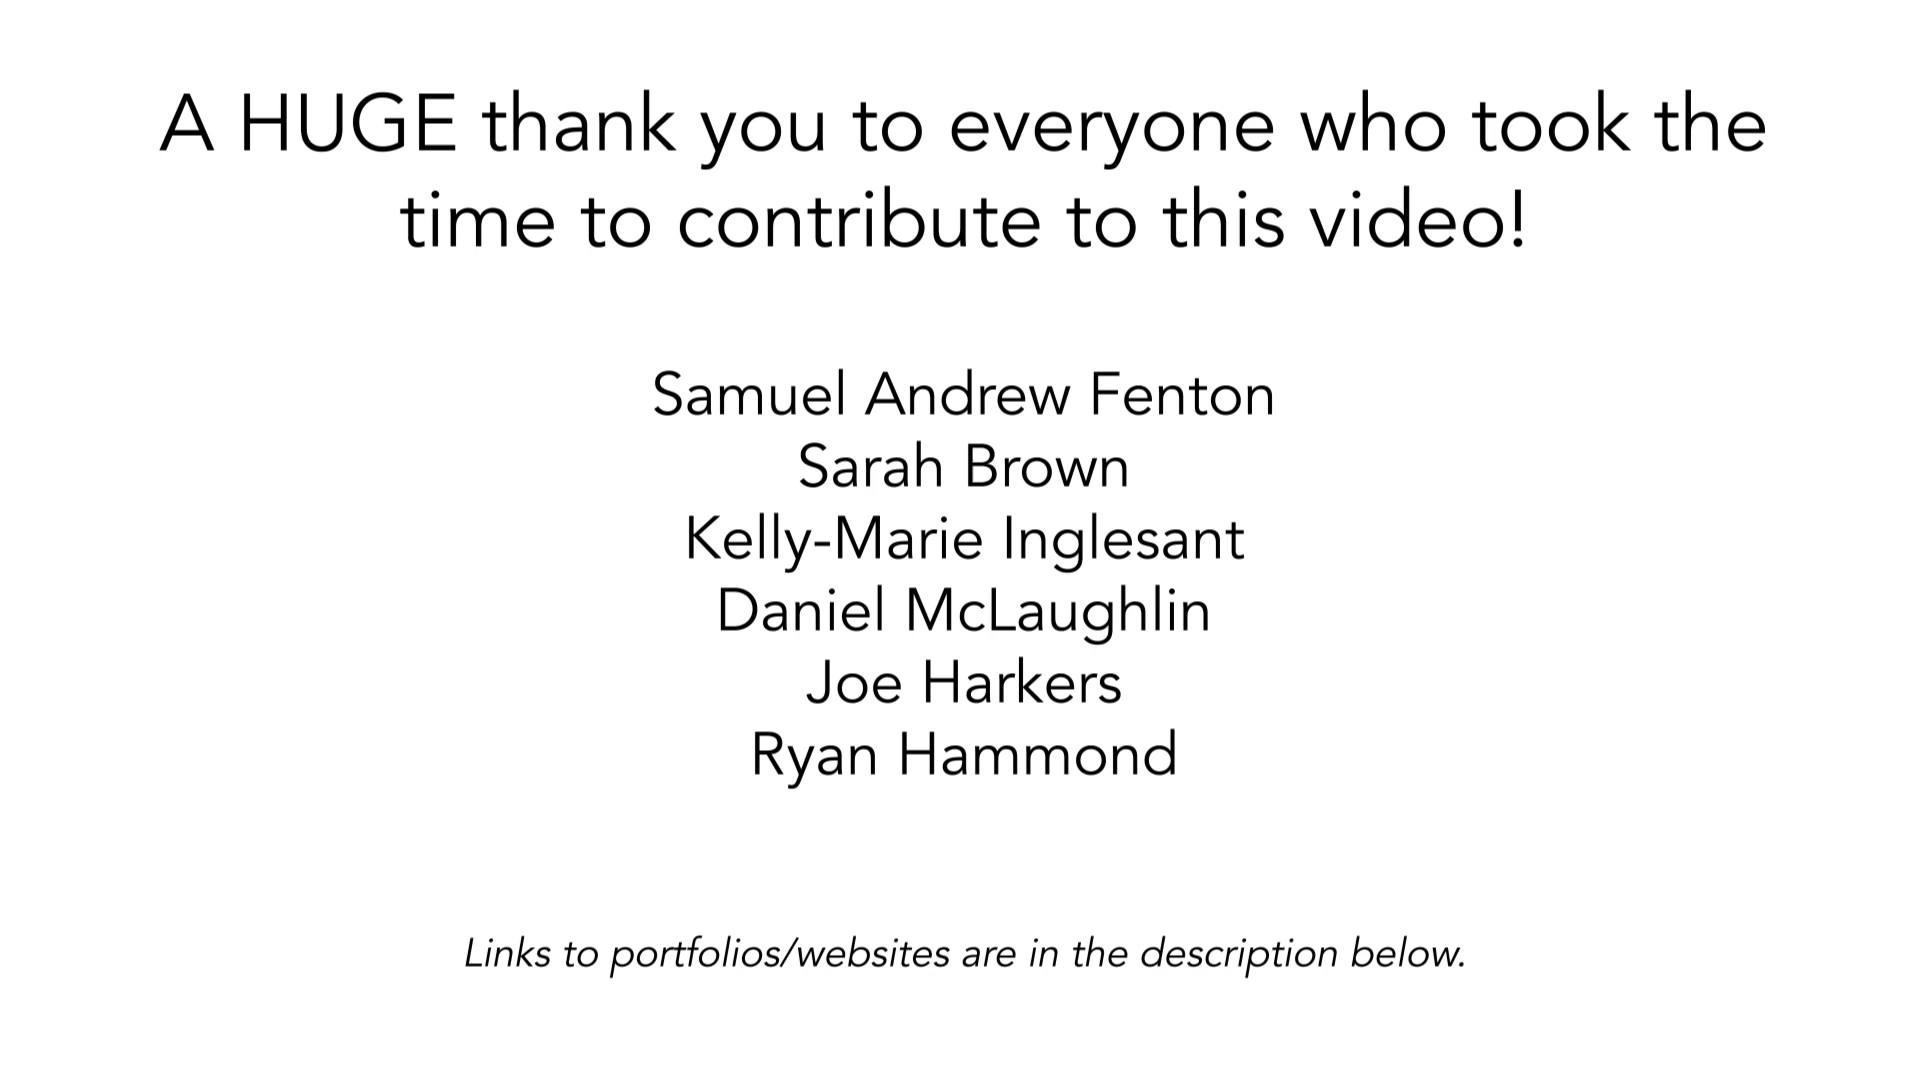 A HUGE thank you to everyone who took the
time to contribute to this video!
Samuel Andrew Fenton
Sarah Brown
Kelly-Marie Inglesant
Daniel McLaughlin
Joe Harkers
Ryan Hammond
Links to portfolios/websites are in the description below.